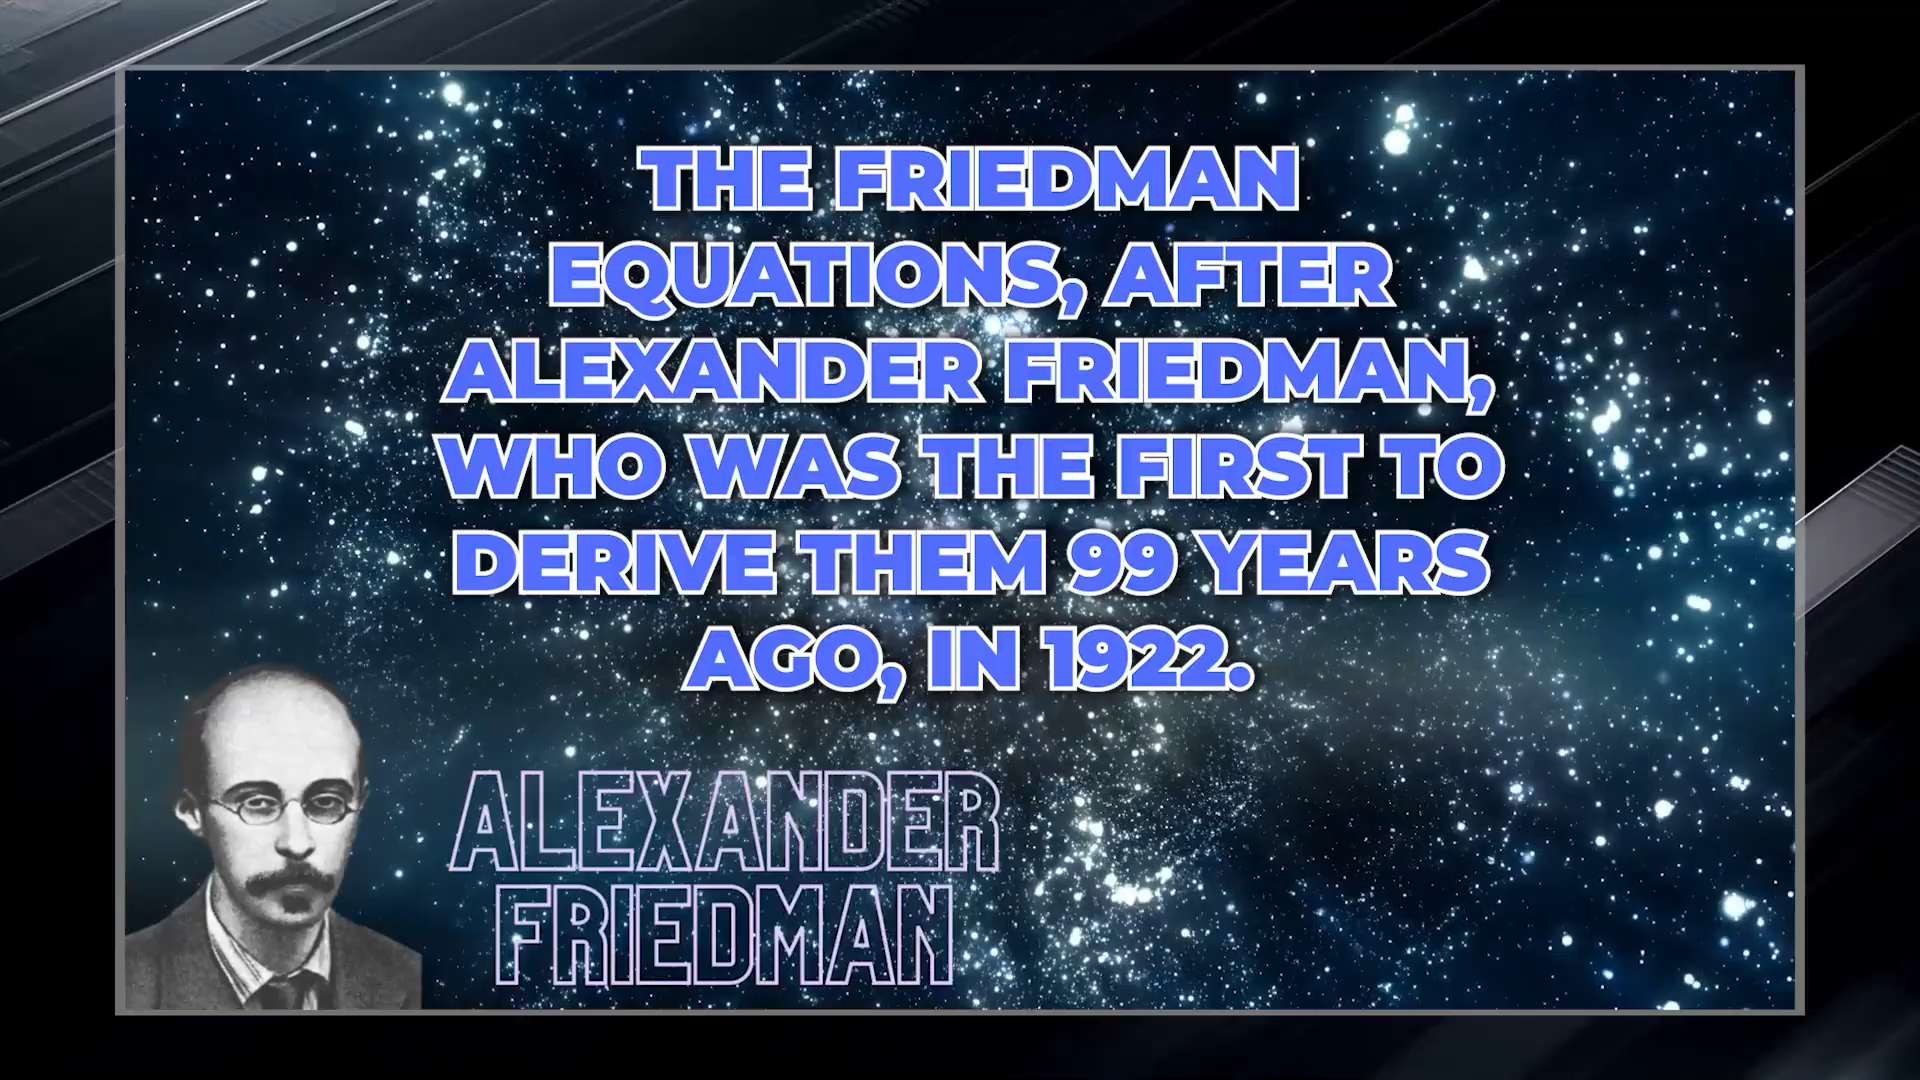 THE FRIEDMAN
EQUATIONS, AFTER
ALEXANDER FRIEDMAN,
WHO WAS THE FIRST TO
DERIVE THEM 99 YEARS
AGO, IN 1922.
ALEXANDER
FRIEDMAN